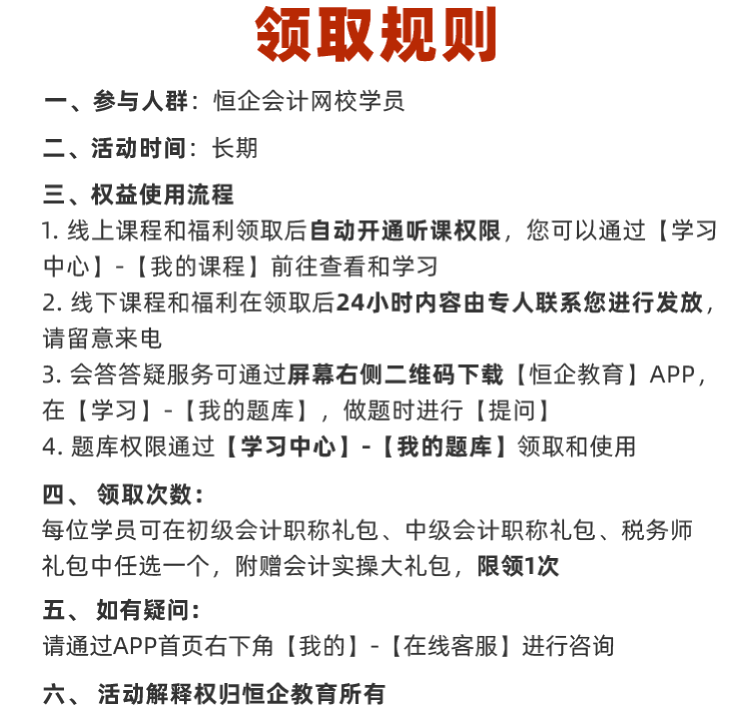 领取规则
一、参与人群：恒企会计网校学员
二、活动时间：长期
三、权益使用流程
1. 线上课程和福利领取后自动开通听课权限，您可以通过【学习
中心】-【我的课程】前往查看和学习
2. 线下课程和福利在领取后24小时内容由专人联系您进行发放，
请留意来电
3. 会答答疑服务可通过屏幕右侧二维码下载【恒企教育】APP，
在【学习】-【我的题库】，做题时进行【提问】
4. 题库权限通过【学习中心】-【我的题库】领取和使用
四、 领取次数：
每位学员可在初级会计职称礼包、中级会计职称礼包、税务师
礼包中任选一个，附赠会计实操大礼包，限领1次
五、 如有疑问：
请通过APP首页右下角【我的】-【在线客服】进行咨询
六、 活动解释权归恒企教育所有